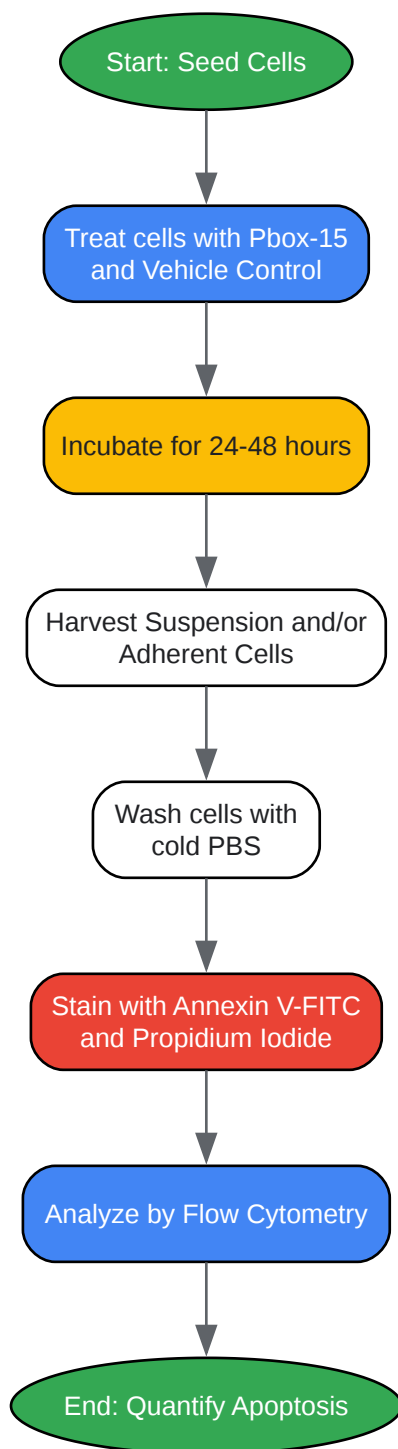 Start: Seed Cells
Treat cells with Pbox-15
and Vehicle Control
Incubate for 24-48 hours
Harvest Suspension and/or
Adherent Cells
Wash cells with
cold PBS
Stain with Annexin V-FITC
and Propidium Iodide
Analyze by Flow Cytometry
End: Quantify Apoptosis